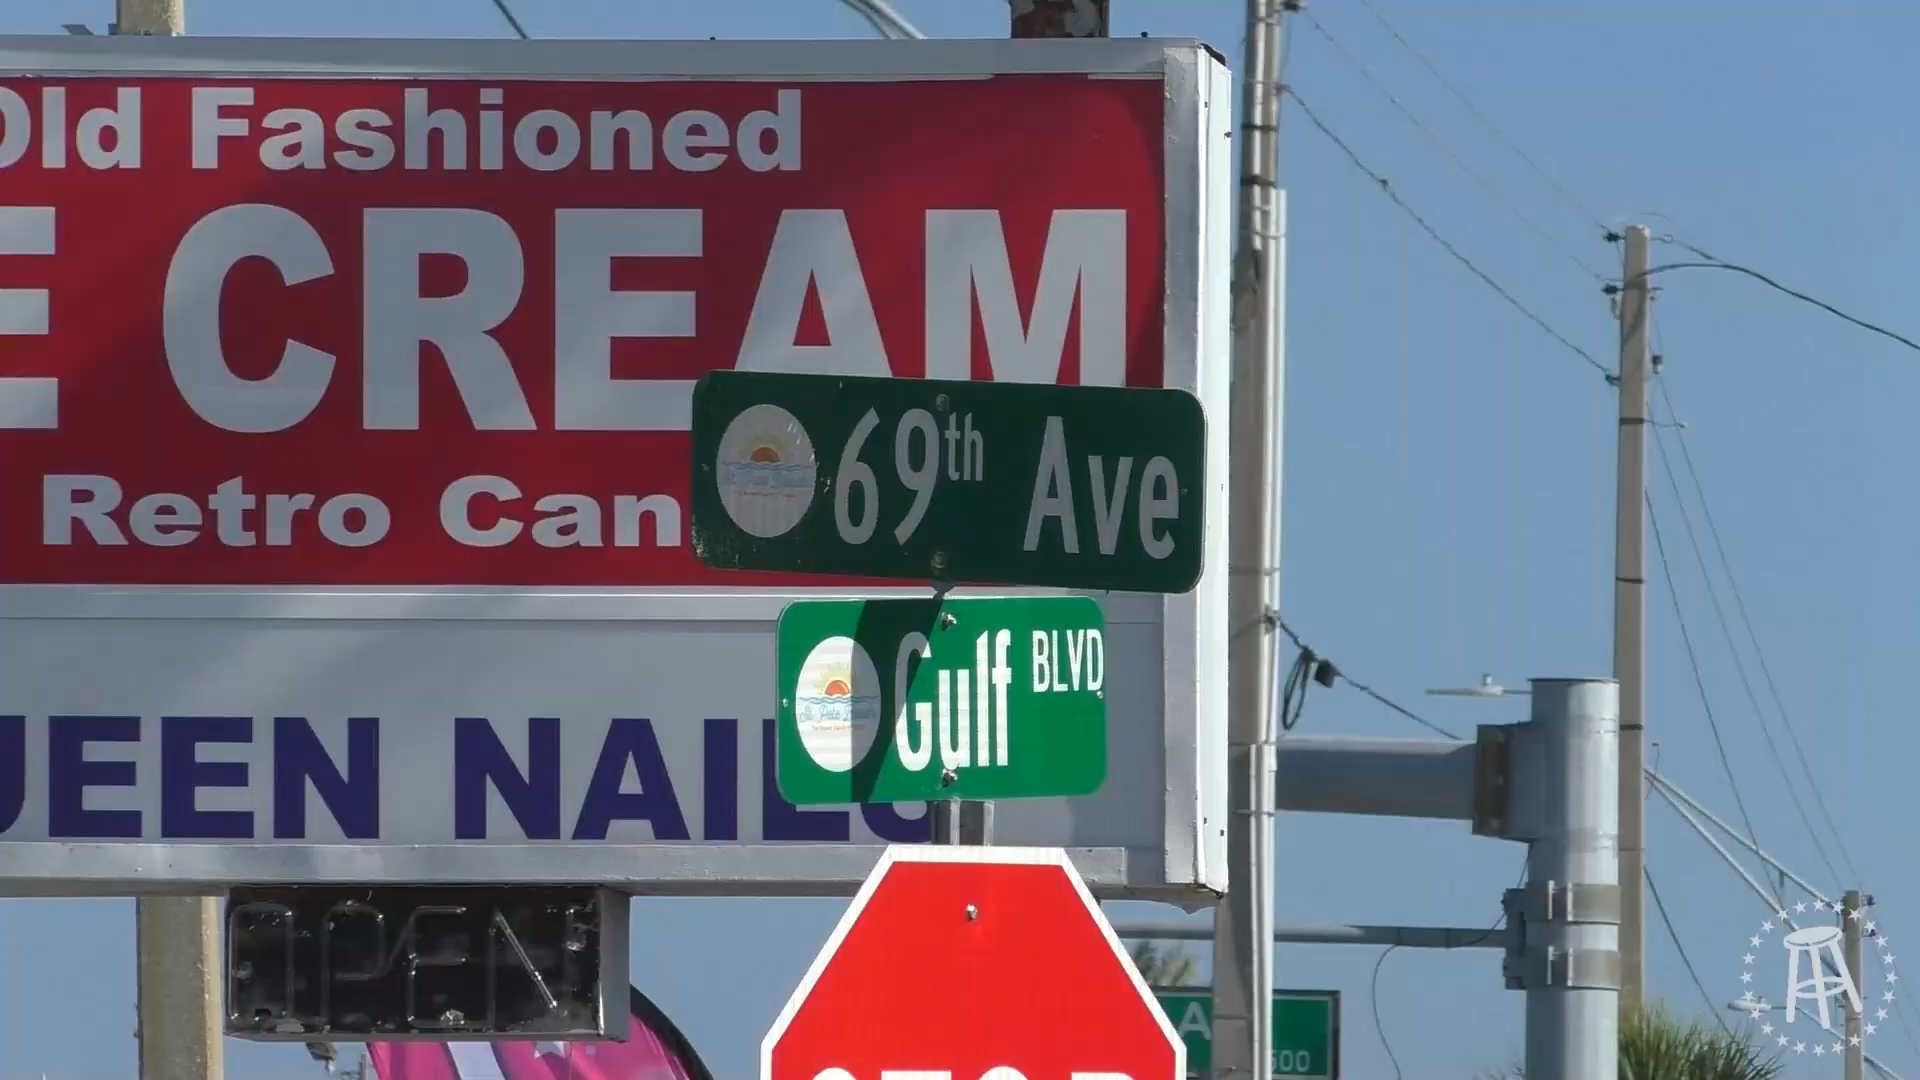 Old Fashioned
E CREAM
Retro Can
69th Ave
Gulf BLVD
UEEN NAILS
OPEN
STOP
A
600